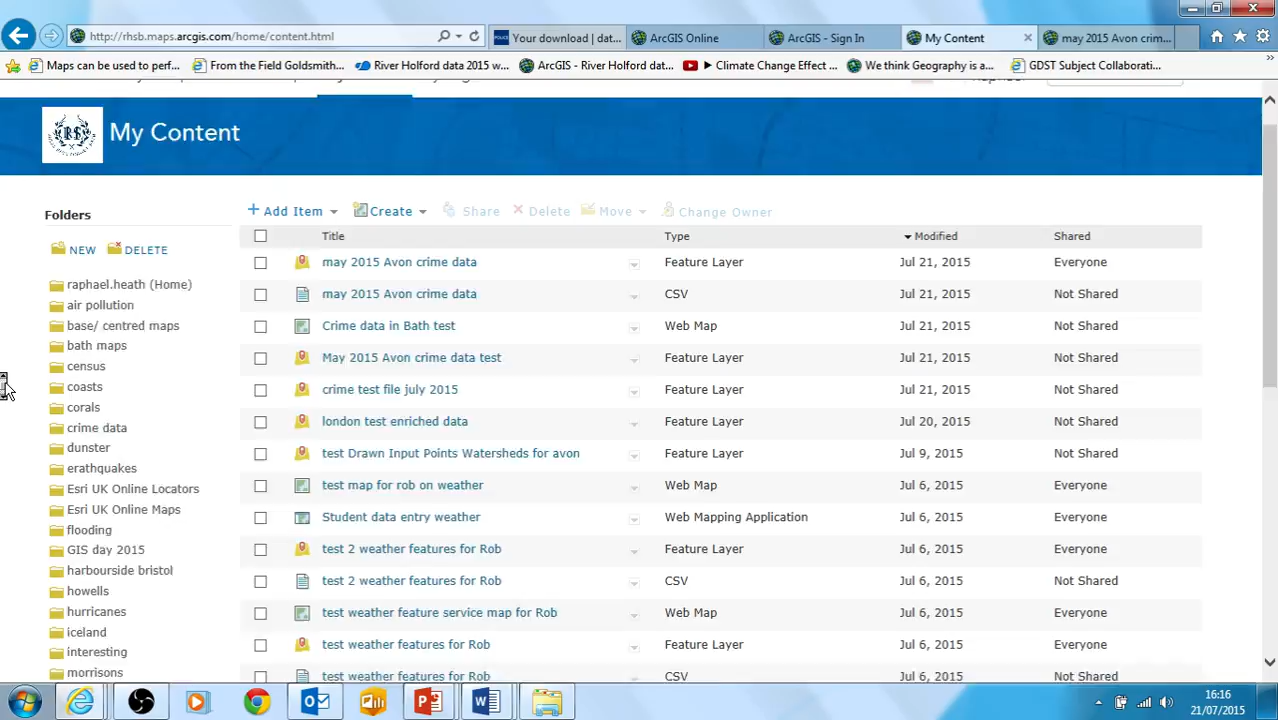 http://rhsb.maps.arcgis.com/home/content.html
Your download | dat...
ArcGIS Online
ArcGIS - Sign In
My Content
may 2015 Avon crim...
Maps can be used to perf...
From the Field Goldsmith...
River Holford data 2015 w...
ArcGIS - River Holford dat...
► Climate Change Effect ...
We think Geography is a...
GDST Subject Collaborati...
RS
My Content
Folders
NEW DELETE
raphael.heath (Home)
air pollution
base/ centred maps
bath maps
census
coasts
corals
crime data
dunster
erathquakes
Esri UK Online Locators
Esri UK Online Maps
flooding
GIS day 2015
harbourside bristol
howells
hurricanes
iceland
interesting
morrisons
Add Item Create Share Delete Move Change Owner
Title Type Modified Shared
may 2015 Avon crime data Feature Layer Jul 21, 2015 Everyone
may 2015 Avon crime data CSV Jul 21, 2015 Not Shared
Crime data in Bath test Web Map Jul 21, 2015 Not Shared
May 2015 Avon crime data test Feature Layer Jul 21, 2015 Not Shared
crime test file july 2015 Feature Layer Jul 21, 2015 Not Shared
london test enriched data Feature Layer Jul 20, 2015 Not Shared
test Drawn Input Points Watersheds for avon Feature Layer Jul 9, 2015 Not Shared
test map for rob on weather Web Map Jul 6, 2015 Everyone
Student data entry weather Web Mapping Application Jul 6, 2015 Everyone
test 2 weather features for Rob Feature Layer Jul 6, 2015 Everyone
test 2 weather features for Rob CSV Jul 6, 2015 Not Shared
test weather feature service map for Rob Web Map Jul 6, 2015 Everyone
test weather features for Rob Feature Layer Jul 6, 2015 Everyone
test weather features for Rob CSV Jul 6, 2015 Not Shared
16:16
21/07/2015